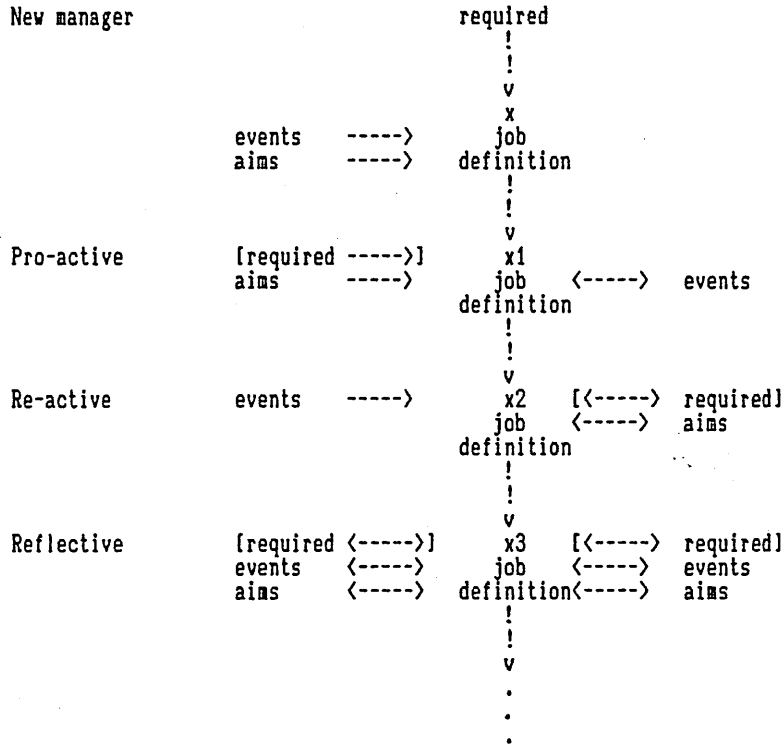 New manager required
!
!
v
x
events -----> job
aims -----> definition
!
!
v
Pro-active [required ----->] x1
aims -----> job <-----> events
definition
!
!
v
Re-active events -----> x2 [<-----> required]
job <-----> aims
definition
!
!
v
Reflective [required <----->] x3 [<-----> required]
events <-----> job <-----> events
aims <-----> definition<-----> aims
!
!
v
.
.
.